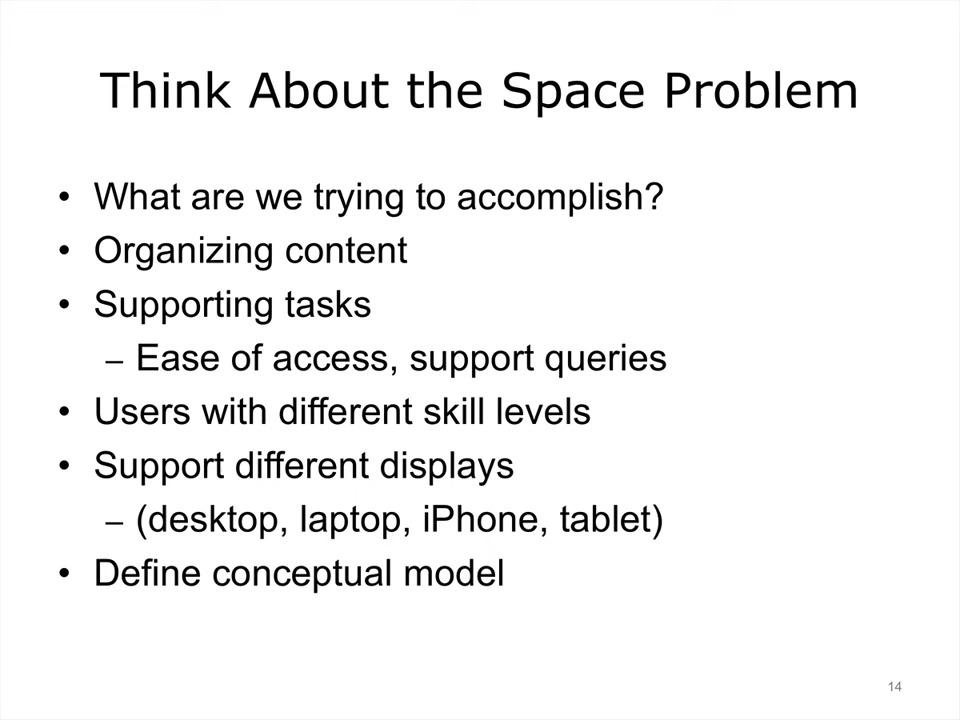 Think About the Space Problem
• What are we trying to accomplish?
• Organizing content
• Supporting tasks
– Ease of access, support queries
• Users with different skill levels
• Support different displays
– (desktop, laptop, iPhone, tablet)
• Define conceptual model
14